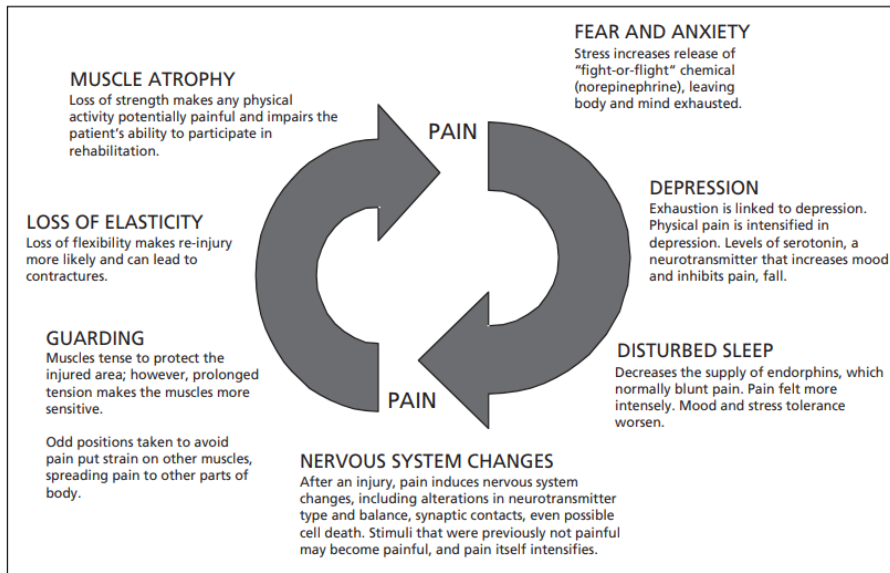 FEAR AND ANXIETY
Stress increases release of
“fight-or-flight” chemical
(norepinephrine), leaving
body and mind exhausted.
MUSCLE ATROPHY
Loss of strength makes any physical
activity potentially painful and impairs the
patient’s ability to participate in
rehabilitation.
PAIN
DEPRESSION
Exhaustion is linked to depression.
Physical pain is intensified in
depression. Levels of serotonin, a
neurotransmitter that increases mood
and inhibits pain, fall.
LOSS OF ELASTICITY
Loss of flexibility makes re-injury
more likely and can lead to
contractures.
GUARDING
Muscles tense to protect the
injured area; however, prolonged
tension makes the muscles more
sensitive.
Odd positions taken to avoid
pain put strain on other muscles,
spreading pain to other parts of
body.
DISTURBED SLEEP
Decreases the supply of endorphins, which
normally blunt pain. Pain felt more
intensely. Mood and stress tolerance
worsen.
PAIN
NERVOUS SYSTEM CHANGES
After an injury, pain induces nervous system
changes, including alterations in neurotransmitter
type and balance, synaptic contacts, even possible
cell death. Stimuli that were previously not painful
may become painful, and pain itself intensifies.